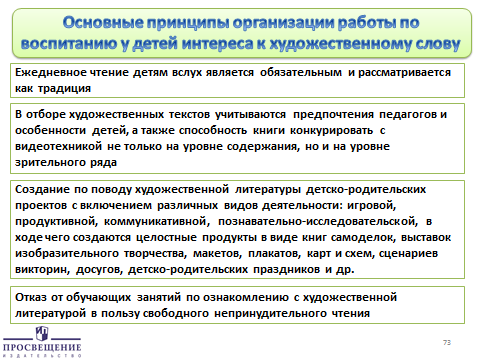 Основные принципы организации работы по
воспитанию у детей интереса к художественному слову
Ежедневное чтение детям вслух является обязательным и рассматривается
как традиция
В отборе художественных текстов учитываются предпочтения педагогов и
особенности детей, а также способность книги конкурировать с
видеотехникой не только на уровне содержания, но и на уровне
зрительного ряда
Создание по поводу художественной литературы детско-родительских
проектов с включением различных видов деятельности: игровой,
продуктивной, коммуникативной, познавательно-исследовательской, в
ходе чего создаются целостные продукты в виде книг самоделок, выставок
изобразительного творчества, макетов, плакатов, карт и схем, сценариев
викторин, досугов, детско-родительских праздников и др.
Отказ от обучающих занятий по ознакомлению с художественной
литературой в пользу свободного непринудительного чтения
ПРОСВЕЩЕНИЕ
ИЗДАТЕЛЬСТВО
73